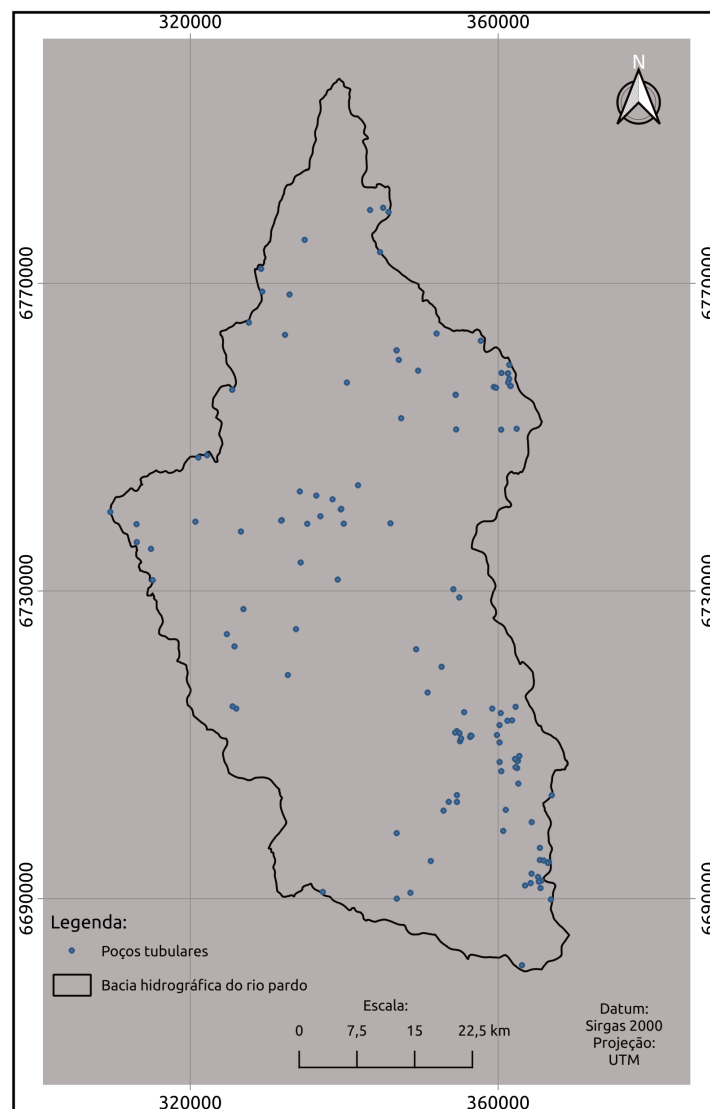 320000 360000
N
6770000 6770000
6730000 6730000
6690000 6690000
Legenda:
Poços tubulares
Bacia hidrográfica do rio pardo
Escala:
0 7,5 15 22,5 km
Datum:
Sirgas 2000
Projeção:
UTM
320000 360000